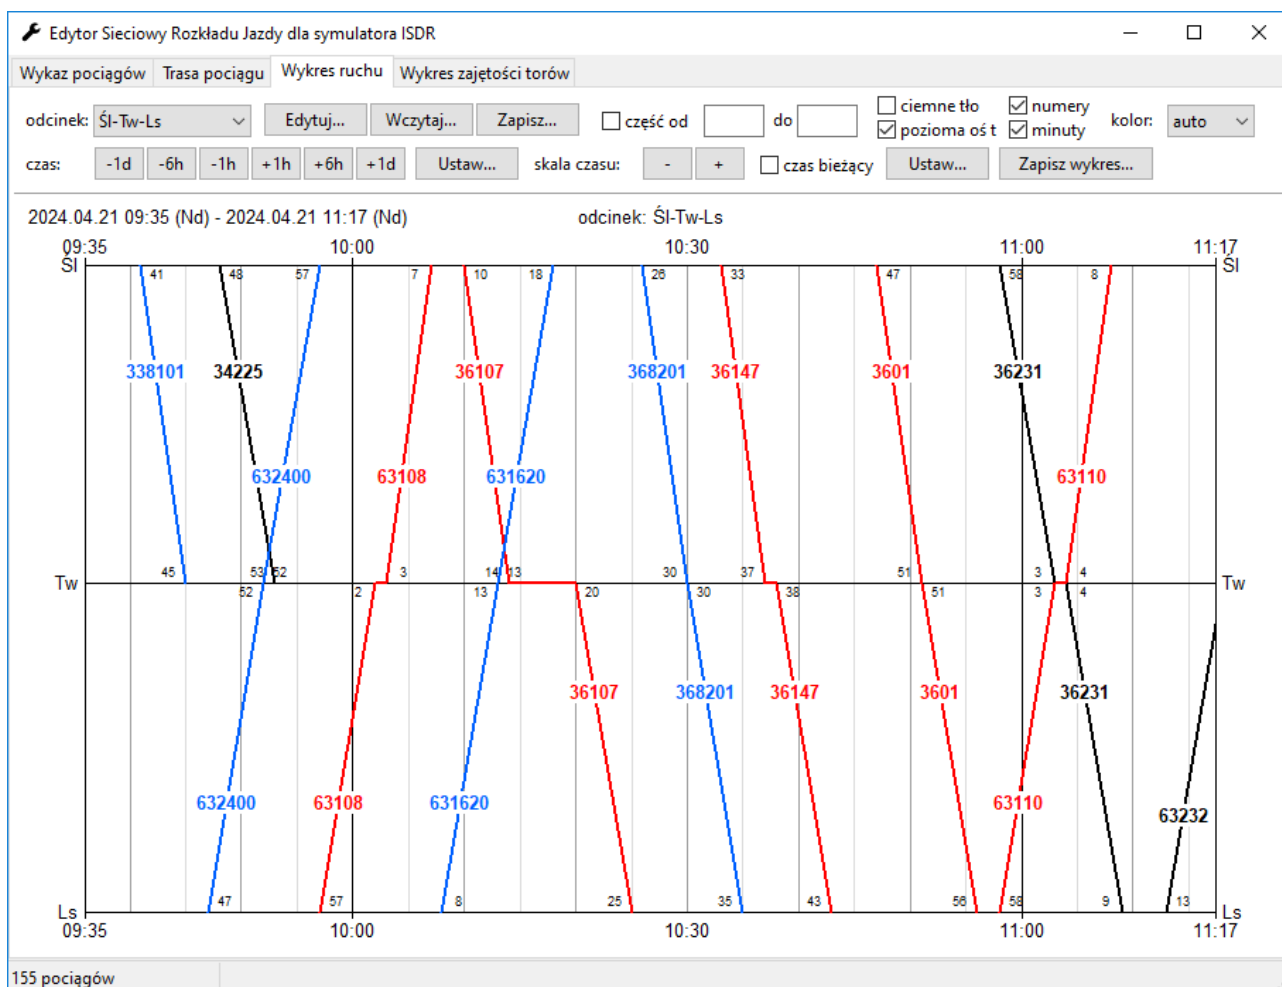 Edytor Sieciowy Rozkładu Jazdy dla symulatora ISDR
Wykaz pociągów Trasa pociągu Wykres ruchu Wykres zajętości torów
odcinek: Śl-Tw-Ls Edytuj... Wczytaj... Zapisz... część od do ciemne tło numery pozioma oś t minuty kolor: auto
czas: -1d -6h -1h +1h +6h +1d Ustaw... skala czasu: - + czas bieżący Ustaw... Zapisz wykres...
2024.04.21 09:35 (Nd) - 2024.04.21 11:17 (Nd) odcinek: Śl-Tw-Ls
09:35 10:00 10:30 11:00 11:17
Śl 41 48 57 7 10 18 26 33 47 58 8 Śl
338101 34225 36107 368201 36147 3601 36231
632400 63108 631620 63110
45 53 52 3 14 13 30 37 51 3 4
Tw Tw
52 2 13 20 30 38 51 3 4
36107 368201 36147 3601 36231
632400 63108 631620 63110 63232
47 57 8 25 35 43 56 58 9 13
Ls Ls
09:35 10:00 10:30 11:00 11:17
155 pociągów